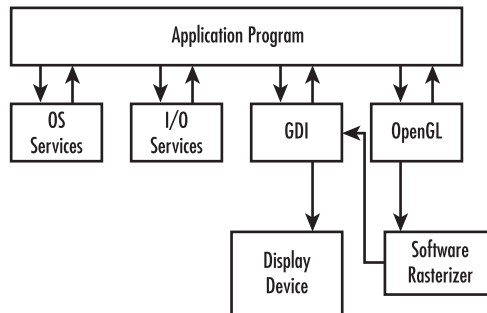 Application Program
OS
Services
I/O
Services
GDI
OpenGL
Display
Device
Software
Rasterizer